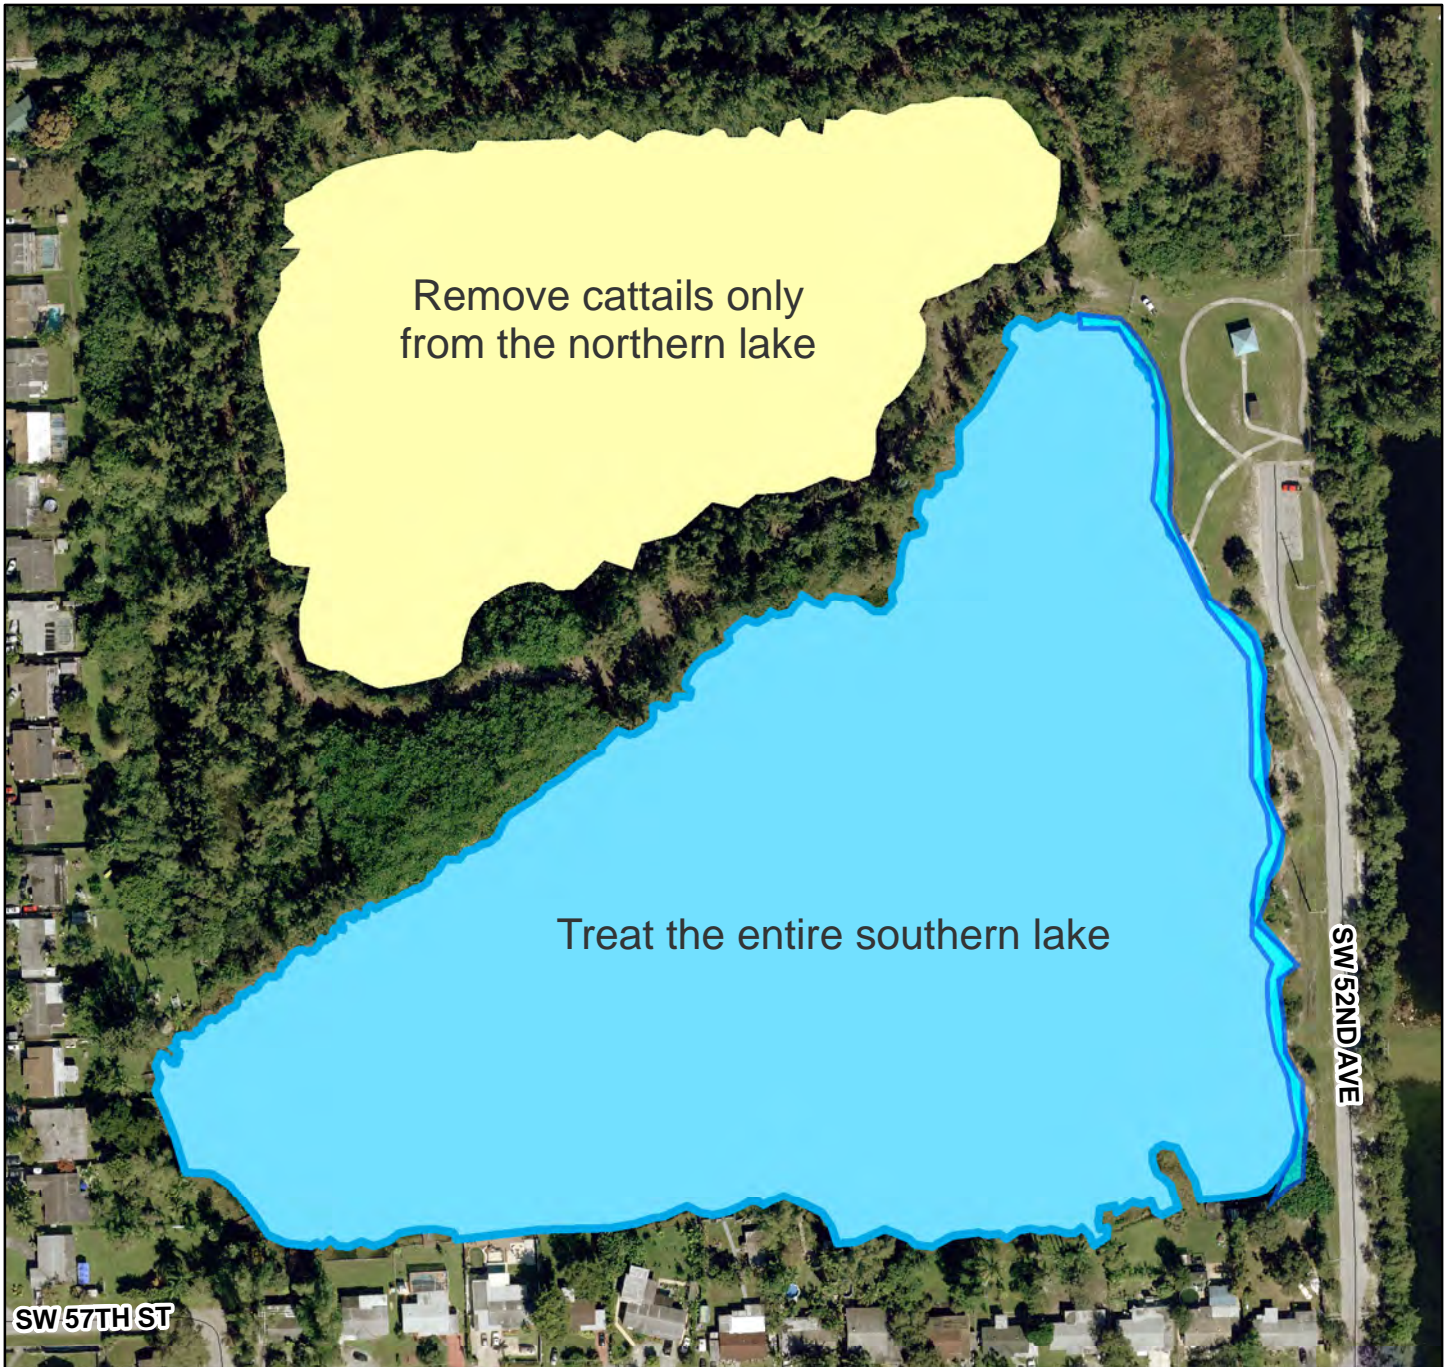 Remove cattails only
from the northern lake
Treat the entire southern lake
SW 52ND AVE
SW 57TH ST